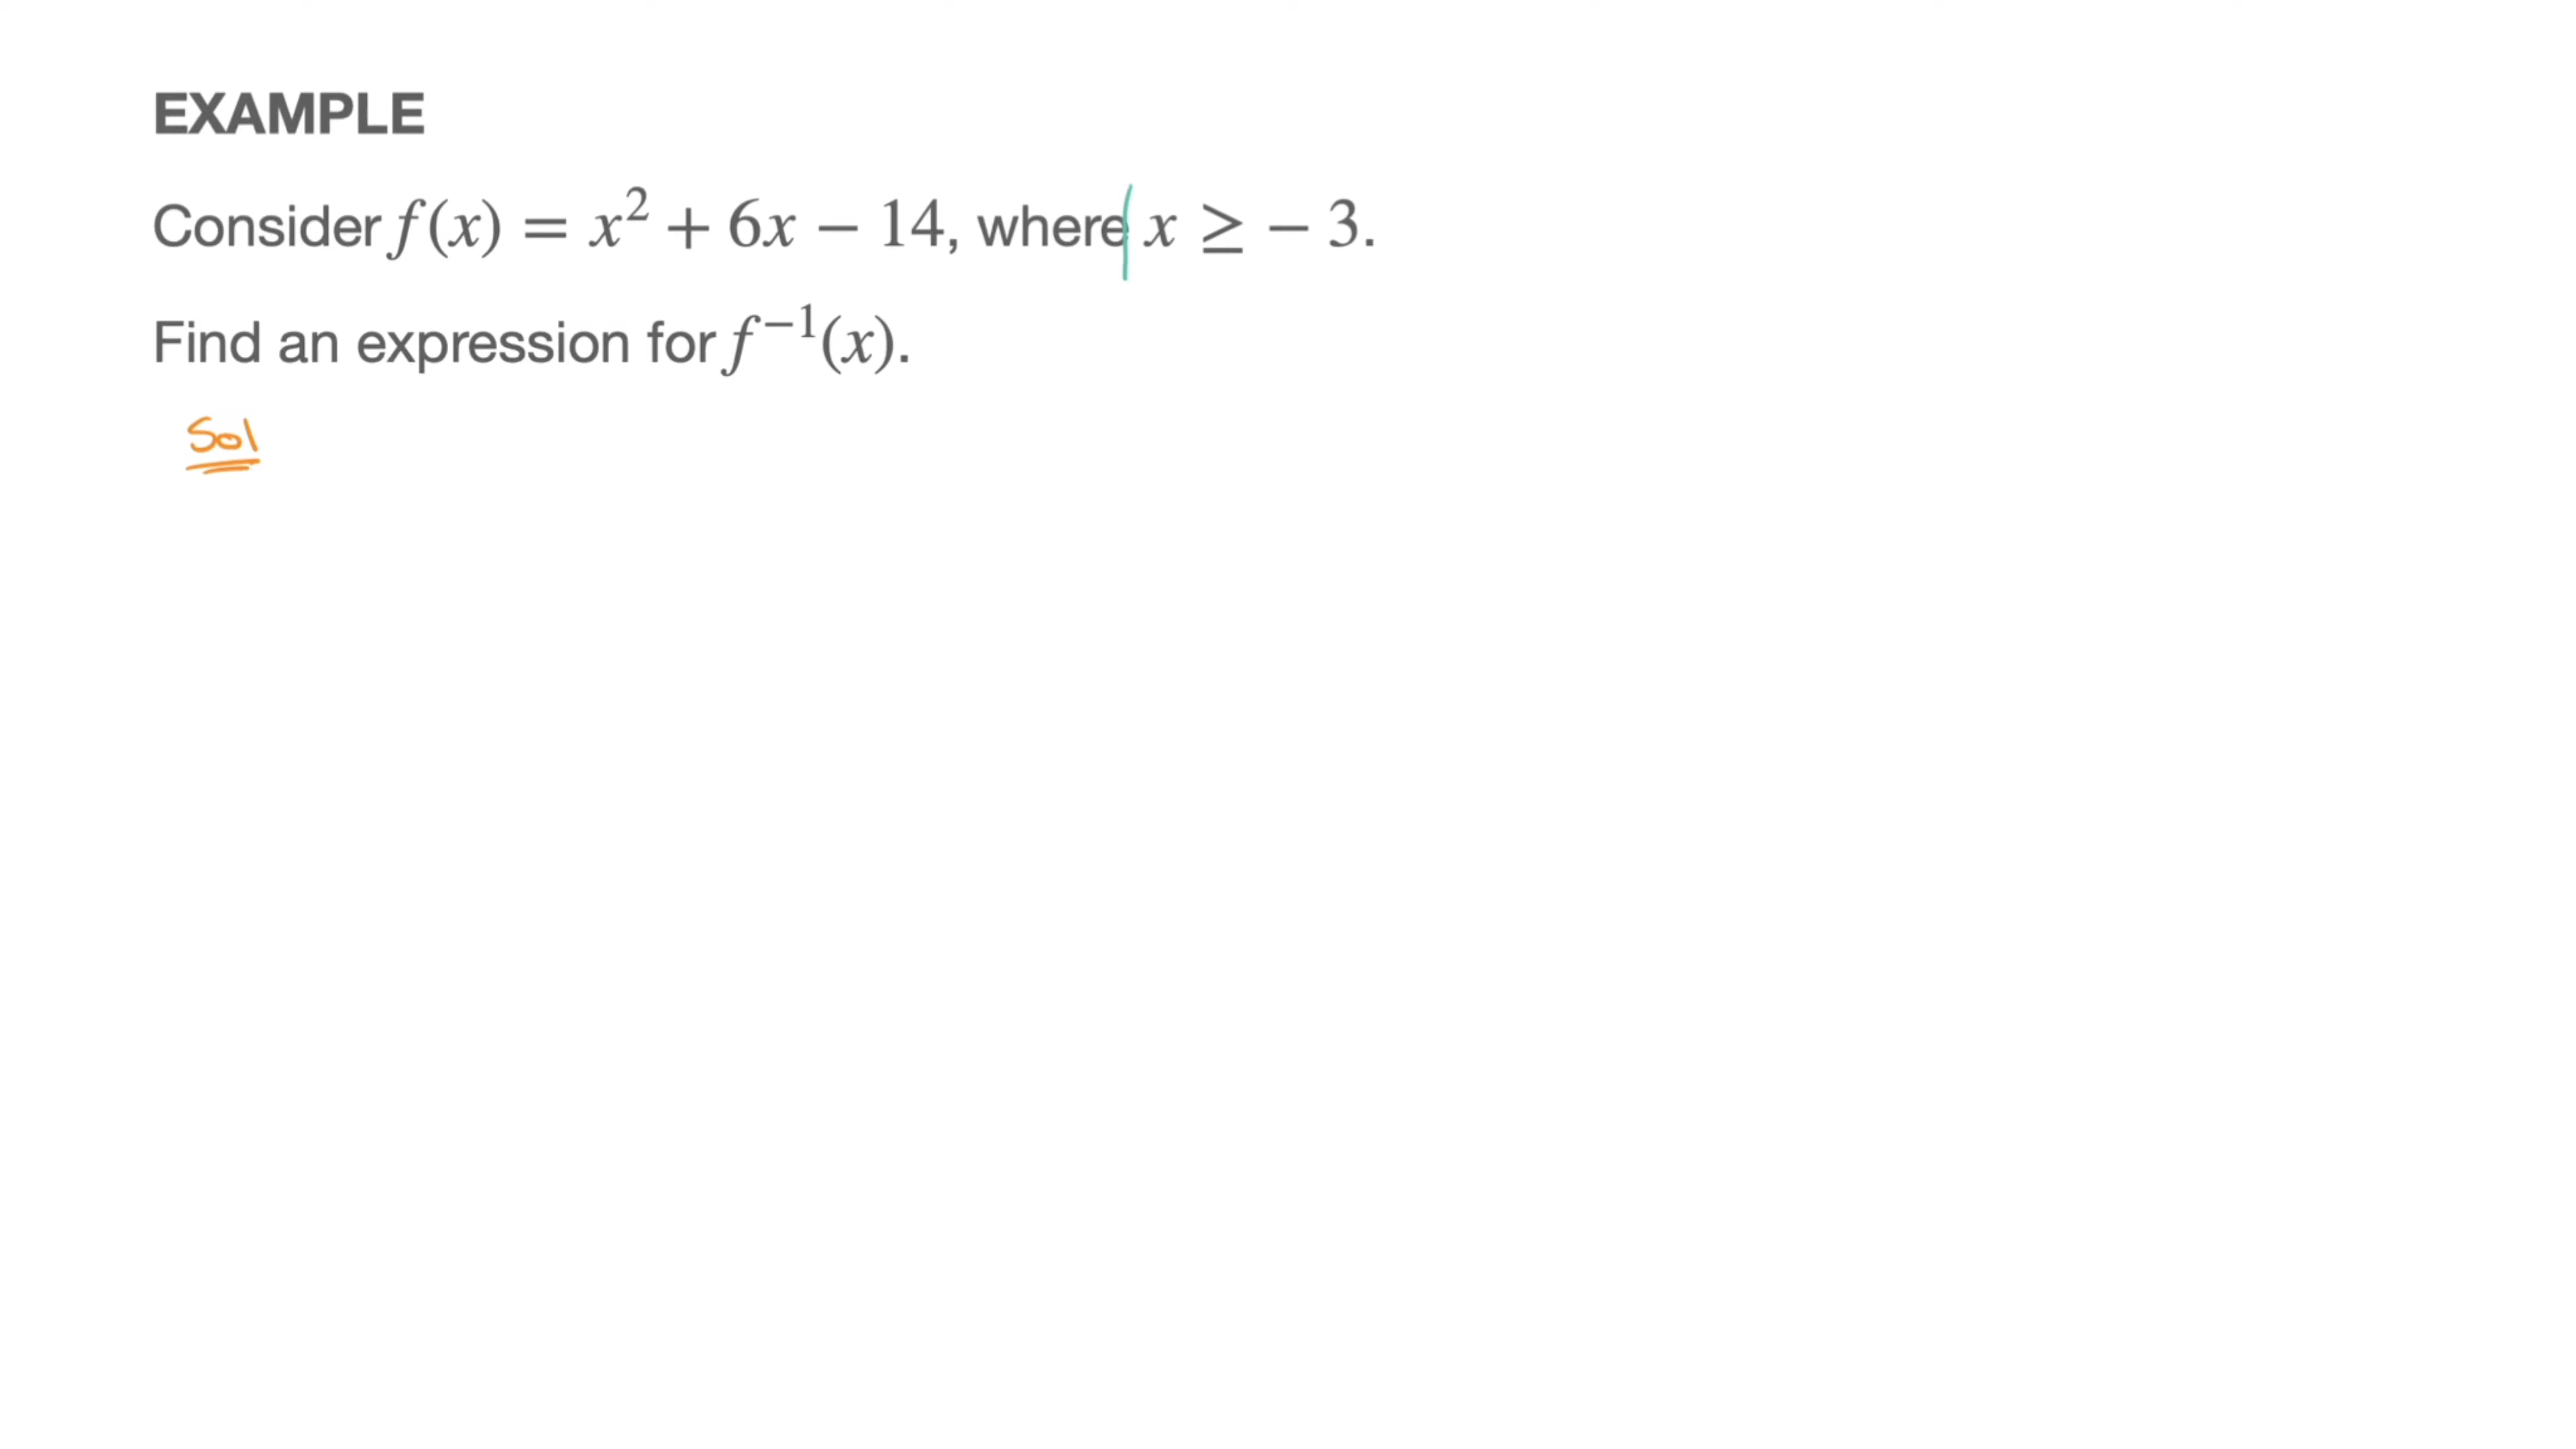 EXAMPLE
Consider f(x) = x² + 6x − 14, where x ≥ − 3.
Find an expression for f⁻¹(x).
Sol